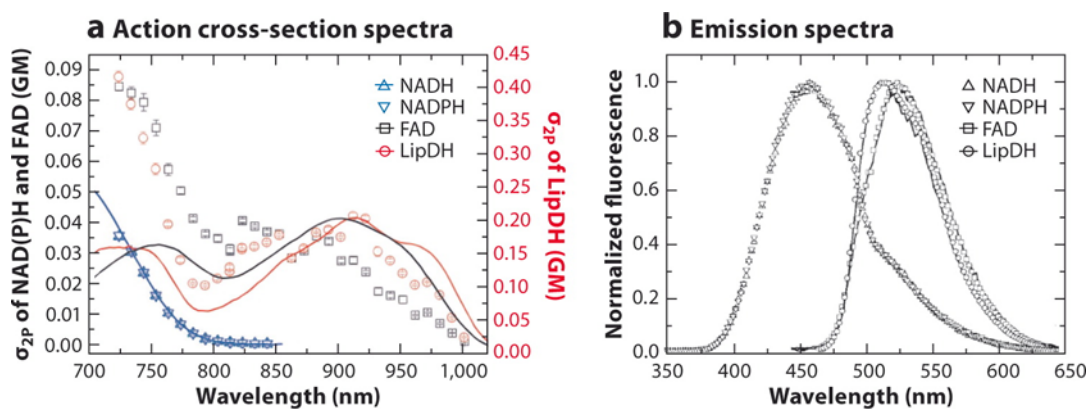 a Action cross-section spectra
σ2P of NAD(P)H and FAD (GM)
0.09
0.08
0.07
0.06
0.05
0.04
0.03
0.02
0.01
0.00
NADH
NADPH
FAD
LipDH
0.45
0.40
0.35
0.30
0.25
0.20
0.15
0.10
0.05
0.00
σ2P of LipDH (GM)
700 750 800 850 900 950 1,000
Wavelength (nm)
b Emission spectra
Normalized fluorescence
1.0
0.8
0.6
0.4
0.2
0
NADH
NADPH
FAD
LipDH
350 400 450 500 550 600 650
Wavelength (nm)